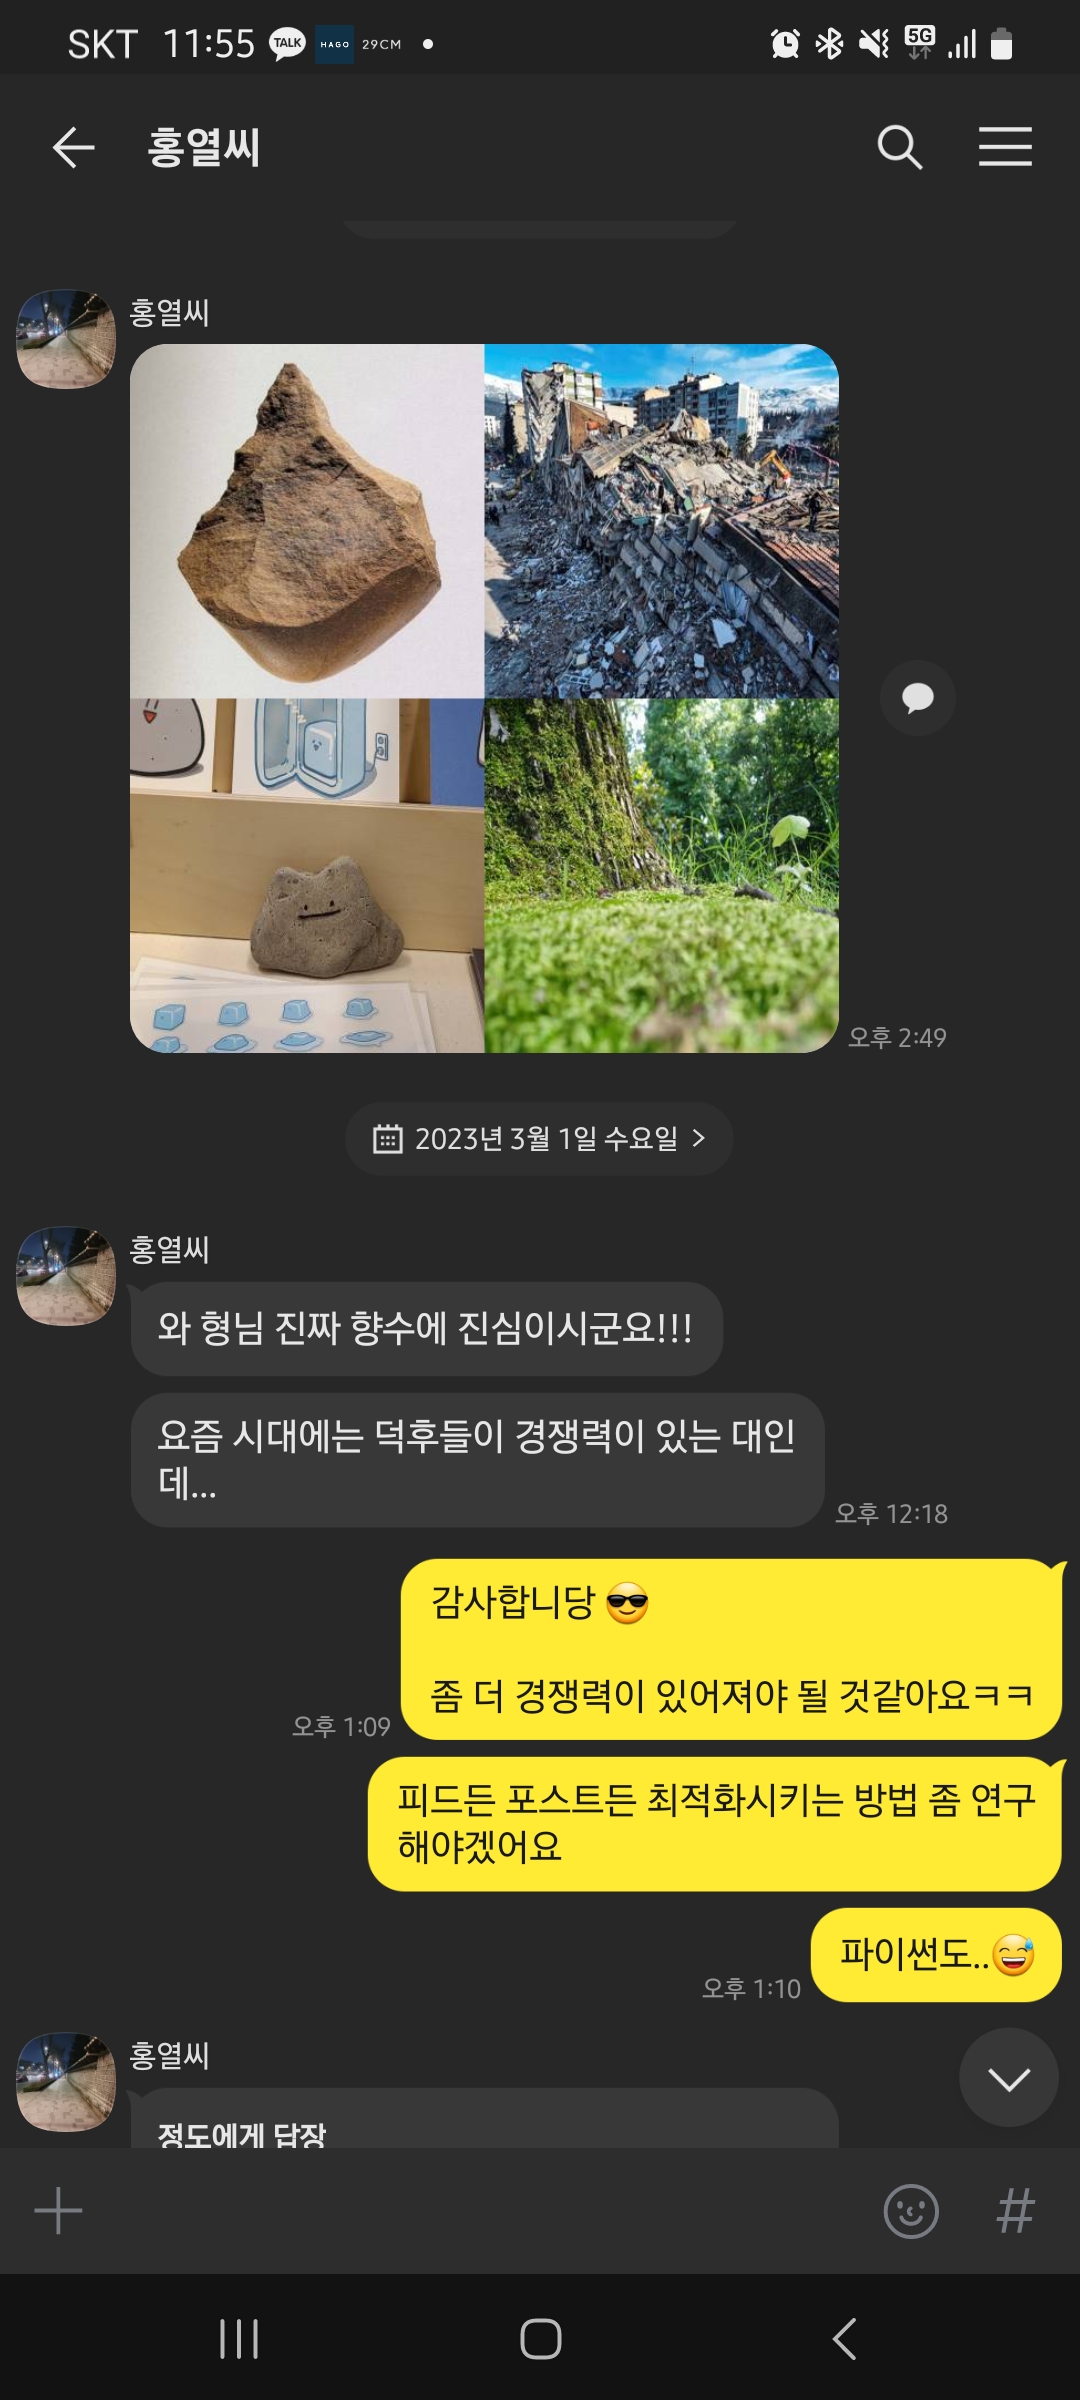 SKT 11:55 TALK HAGO 29CM 5G
홍열씨
홍열씨
오후 2:49
2023년 3월 1일 수요일
홍열씨
와 형님 진짜 향수에 진심이시군요!!!
요즘 시대에는 덕후들이 경쟁력이 있는 대인
데...
오후 12:18
감사합니당 😎
좀 더 경쟁력이 있어져야 될 것같아요ㅋㅋ
오후 1:09
피드든 포스트든 최적화시키는 방법 좀 연구
해야겠어요
파이썬도..😅
오후 1:10
홍열씨
정도에게 답장
#